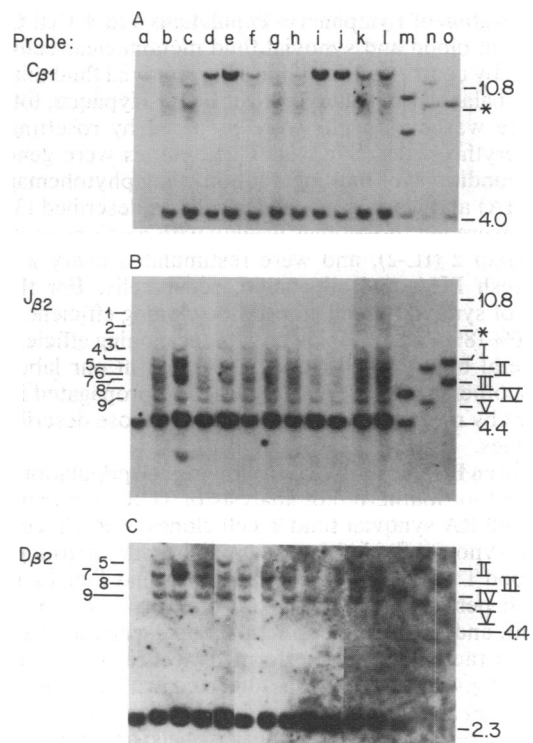 A
Probe: a b c d e f g h i j k l m n o
Cβ1
-10.8
-*
-4.0
B
Jβ2
-10.8
-*
1
2
3
4
5
6
7
8
9
I
II
III
IV
V
-4.4
C
Dβ2
5
7
8
9
II
III
IV
V
-4.4
-2.3